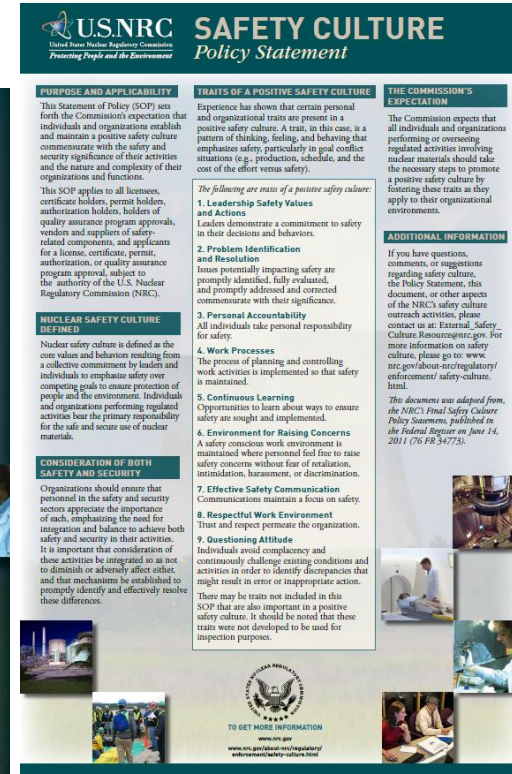 U.S.NRC
United States Nuclear Regulatory Commission
Protecting People and the Environment
SAFETY CULTURE
Policy Statement
PURPOSE AND APPLICABILITY
This Statement of Policy (SOP) sets
forth the Commission's expectation that
individuals and organizations establish
and maintain a positive safety culture
commensurate with the safety and
security significance of their activities
and the nature and complexity of their
organizations and functions.
This SOP applies to all licensees,
certificate holders, permit holders,
authorization holders, holders of
quality assurance program approvals,
vendors and suppliers of safety-
related components, and applicants
for a license, certificate, permit,
authorization, or quality assurance
program approval, subject to
the authority of the U.S. Nuclear
Regulatory Commission (NRC).
NUCLEAR SAFETY CULTURE
DEFINED
Nuclear safety culture is defined as the
core values and behaviors resulting from
a collective commitment by leaders and
individuals to emphasize safety over
competing goals to ensure protection of
people and the environment. Individuals
and organizations performing regulated
activities bear the primary responsibility
for the safe and secure use of nuclear
materials.
CONSIDERATION OF BOTH
SAFETY AND SECURITY
Organizations should ensure that
personnel in the safety and security
sectors appreciate the importance
of each, emphasizing the need for
integration and balance to achieve both
safety and security in their activities.
It is important that consideration of
these activities be integrated so as not
to diminish or adversely affect either,
and that mechanisms be established to
promptly identify and effectively resolve
these differences.
TRAITS OF A POSITIVE SAFETY CULTURE
Experience has shown that certain personal
and organizational traits are present in a
positive safety culture. A trait, in this case, is a
pattern of thinking, feeling, and behaving that
emphasizes safety, particularly in goal conflict
situations (e.g., production, schedule, and the
cost of the effort versus safety).
The following are traits of a positive safety culture:
1. Leadership Safety Values
and Actions
Leaders demonstrate a commitment to safety
in their decisions and behaviors.
2. Problem Identification
and Resolution
Issues potentially impacting safety are
promptly identified, fully evaluated,
and promptly addressed and corrected
commensurate with their significance.
3. Personal Accountability
All individuals take personal responsibility
for safety.
4. Work Processes
The process of planning and controlling
work activities is implemented so that safety
is maintained.
5. Continuous Learning
Opportunities to learn about ways to ensure
safety are sought and implemented.
6. Environment for Raising Concerns
A safety conscious work environment is
maintained where personnel feel free to raise
safety concerns without fear of retaliation,
intimidation, harassment, or discrimination.
7. Effective Safety Communication
Communications maintain a focus on safety.
8. Respectful Work Environment
Trust and respect permeate the organization.
9. Questioning Attitude
Individuals avoid complacency and
continuously challenge existing conditions and
activities in order to identify discrepancies that
might result in error or inappropriate action.
There may be traits not included in this
SOP that are also important in a positive
safety culture. It should be noted that these
traits were not developed to be used for
inspection purposes.
THE COMMISSION'S
EXPECTATION
The Commission expects that
all individuals and organizations
performing or overseeing
regulated activities involving
nuclear materials should take
the necessary steps to promote
a positive safety culture by
fostering these traits as they
apply to their organizational
environments.
ADDITIONAL INFORMATION
If you have questions,
comments, or suggestions
regarding safety culture,
the Policy Statement, this
document, or other aspects
of the NRC's safety culture
outreach activities, please
contact us at: External_Safety_
Culture.Resource@nrc.gov. For
more information on safety
culture, please go to: www.
nrc.gov/about-nrc/regulatory/
enforcement/ safety-culture.
html.
This document was adapted from,
the NRC's Final Safety Culture
Policy Statement, published in
the Federal Register on June 14,
2011 (76 FR 34773).
UNITED STATES NUCLEAR REGULATORY COMMISSION
TO GET MORE INFORMATION
www.nrc.gov
www.nrc.gov/about-nrc/regulatory/
enforcement/safety-culture.html